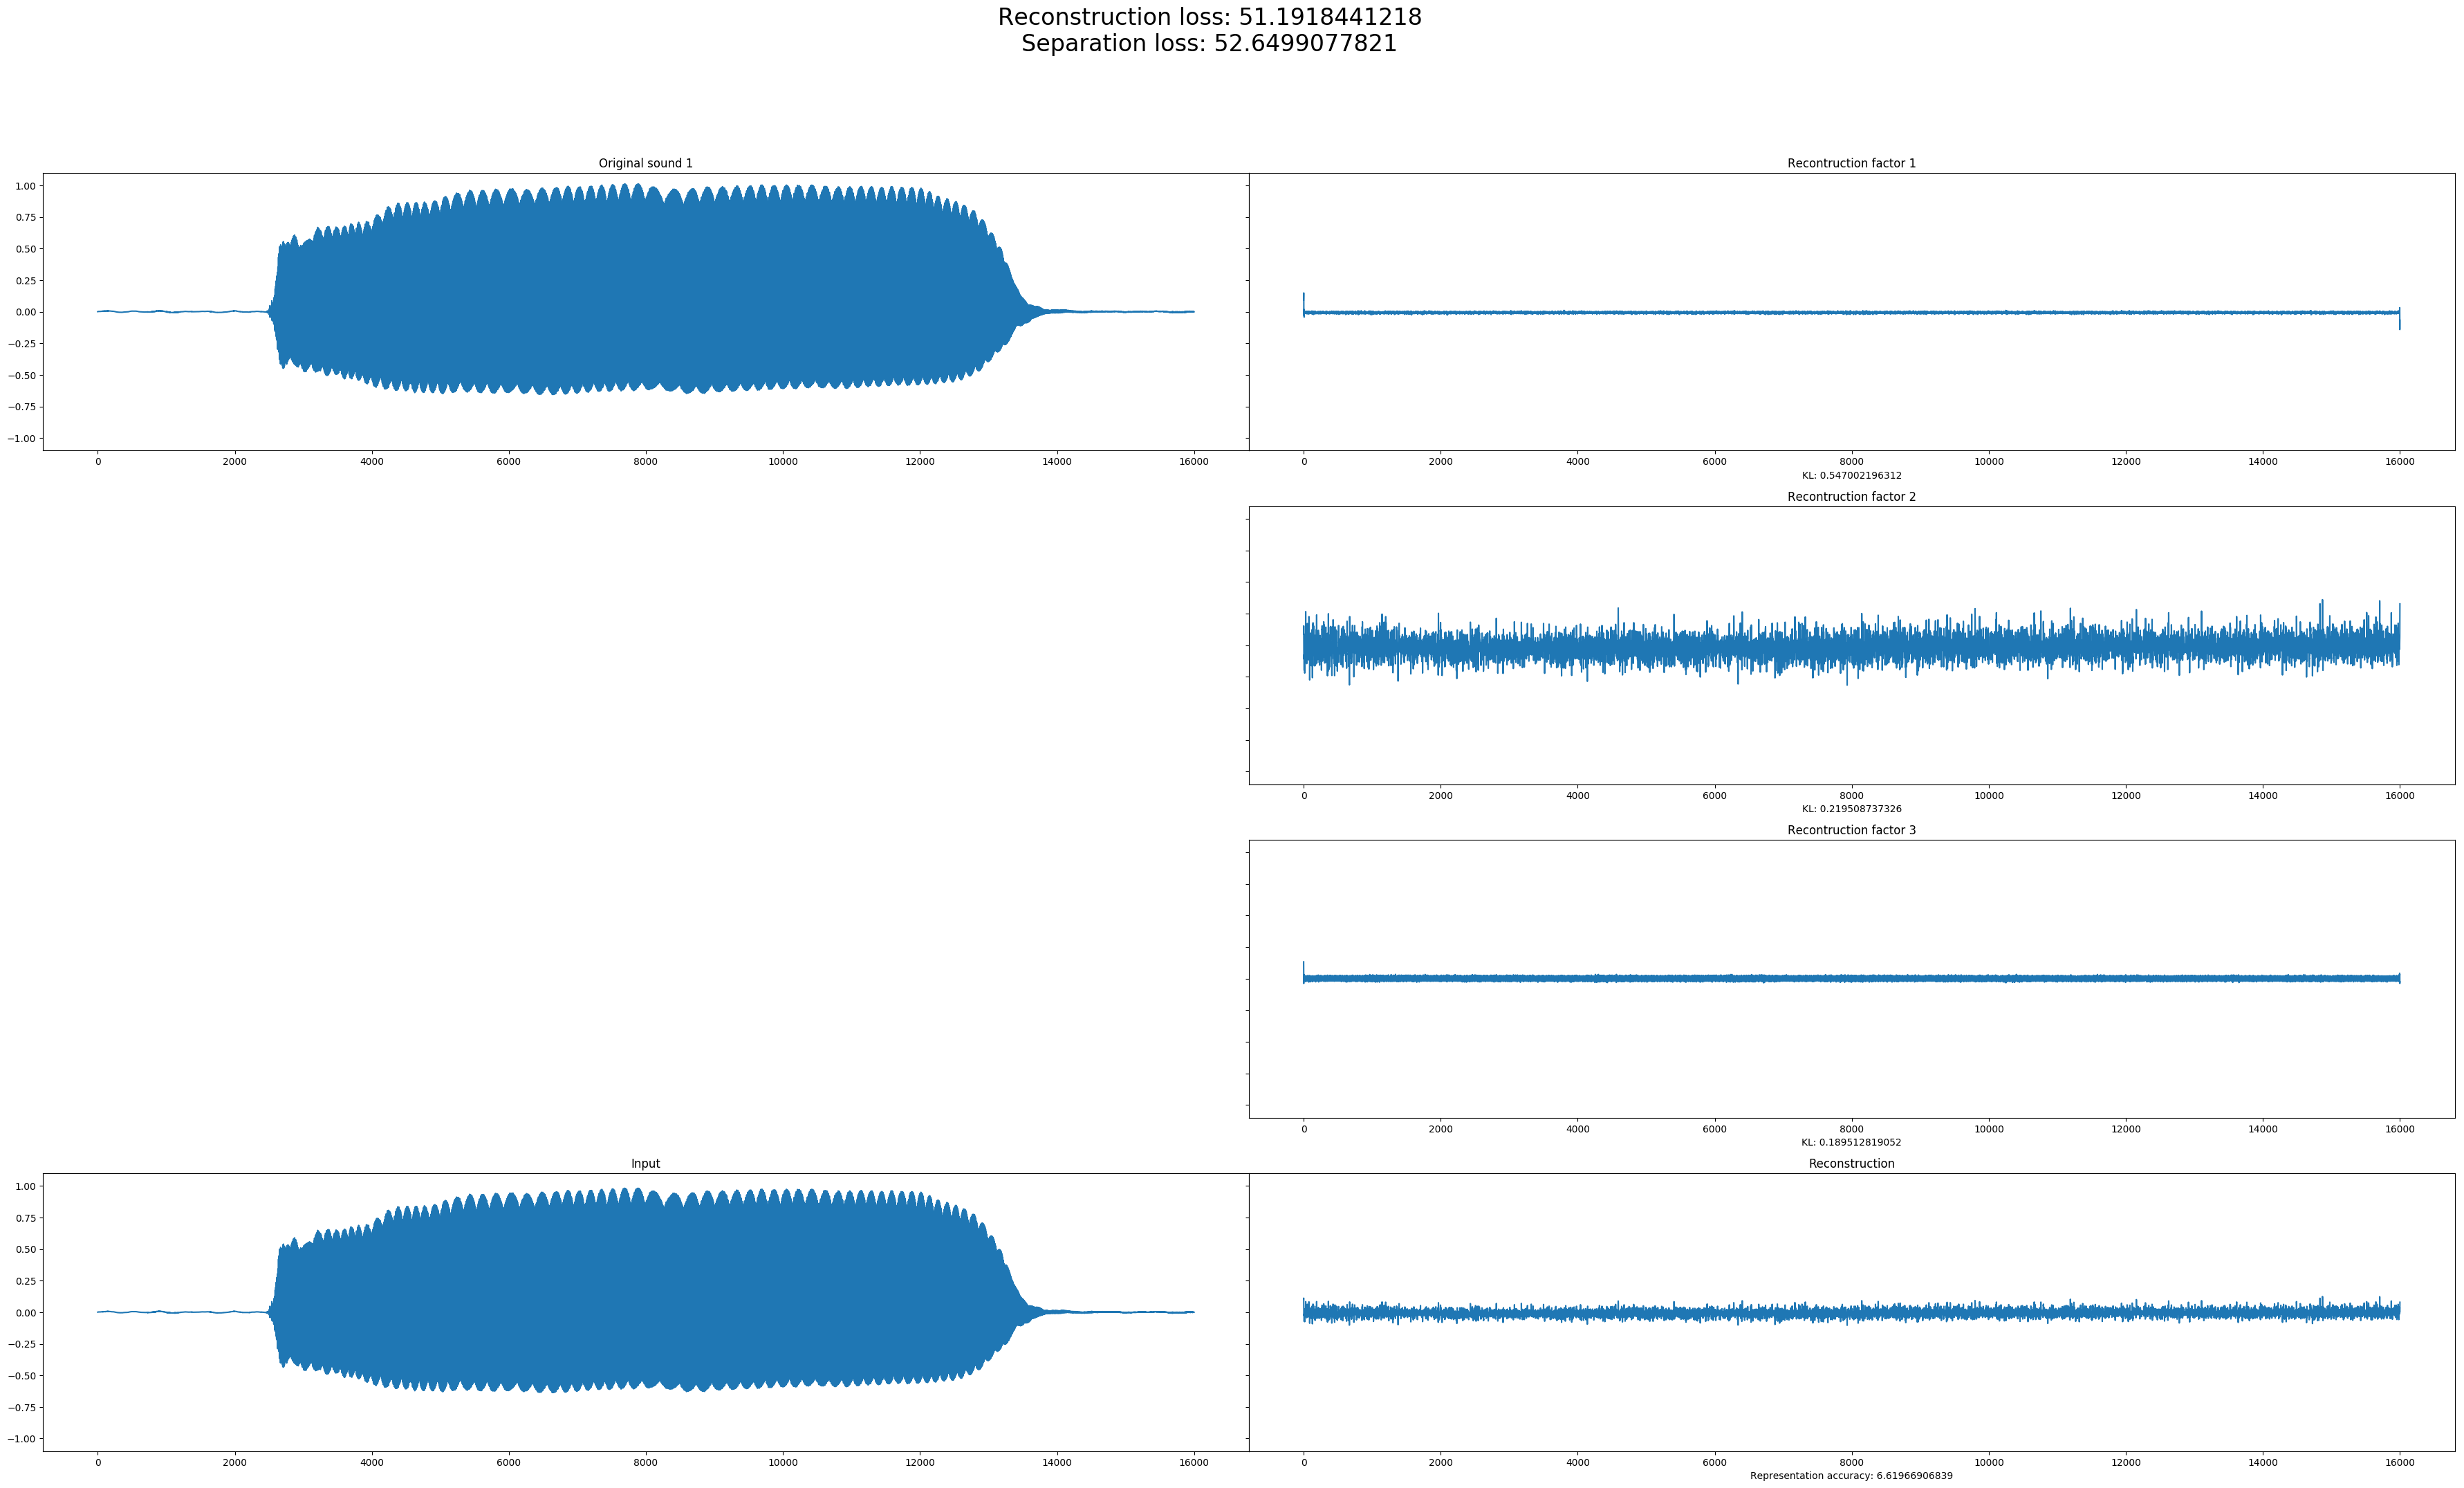 Reconstruction loss: 51.1918441218
Separation loss: 52.6499077821
Original sound 1
1.00
0.75
0.50
0.25
0.00
−0.25
−0.50
−0.75
−1.00
0 2000 4000 6000 8000 10000 12000 14000 16000
Recontruction factor 1
0 2000 4000 6000 8000 10000 12000 14000 16000
KL: 0.547002196312
Recontruction factor 2
0 2000 4000 6000 8000 10000 12000 14000 16000
KL: 0.219508737326
Recontruction factor 3
0 2000 4000 6000 8000 10000 12000 14000 16000
KL: 0.189512819052
Input
1.00
0.75
0.50
0.25
0.00
−0.25
−0.50
−0.75
−1.00
0 2000 4000 6000 8000 10000 12000 14000 16000
Reconstruction
0 2000 4000 6000 8000 10000 12000 14000 16000
Representation accuracy: 6.61966906839